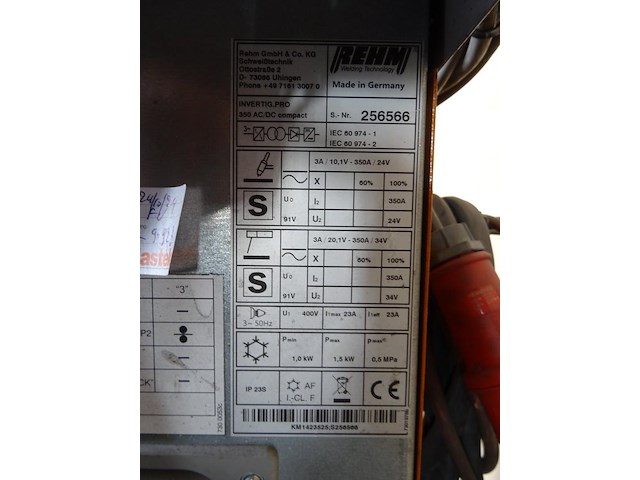 Rehm GmbH & Co. KG
Schweißtechnik
Ottostraße 2
D- 73066 Uhingen
Phone +49 7161 3007 0
REHM
Welding Technology
Made in Germany
INVERTIG.PRO
350 AC/DC compact
S.- Nr. 256566
IEC 60 974 - 1
IEC 60 974 - 2
3A / 10,1V - 350A / 24V
X 60% 100%
S U0 I2 350A
91V U2 24V
3A / 20,1V - 350A / 34V
X 60% 100%
S U0 I2 350A
91V U2 34V
3~ 50Hz U1 400V I1max 23A I1eff 23A
Pmin Pmax pmax
1,0 kW 1,5 kW 0,5 MPa
IP 23S AF
I.-CL. F
CE
KM1423525;S256566
"3"
P2
CK
730 0053c